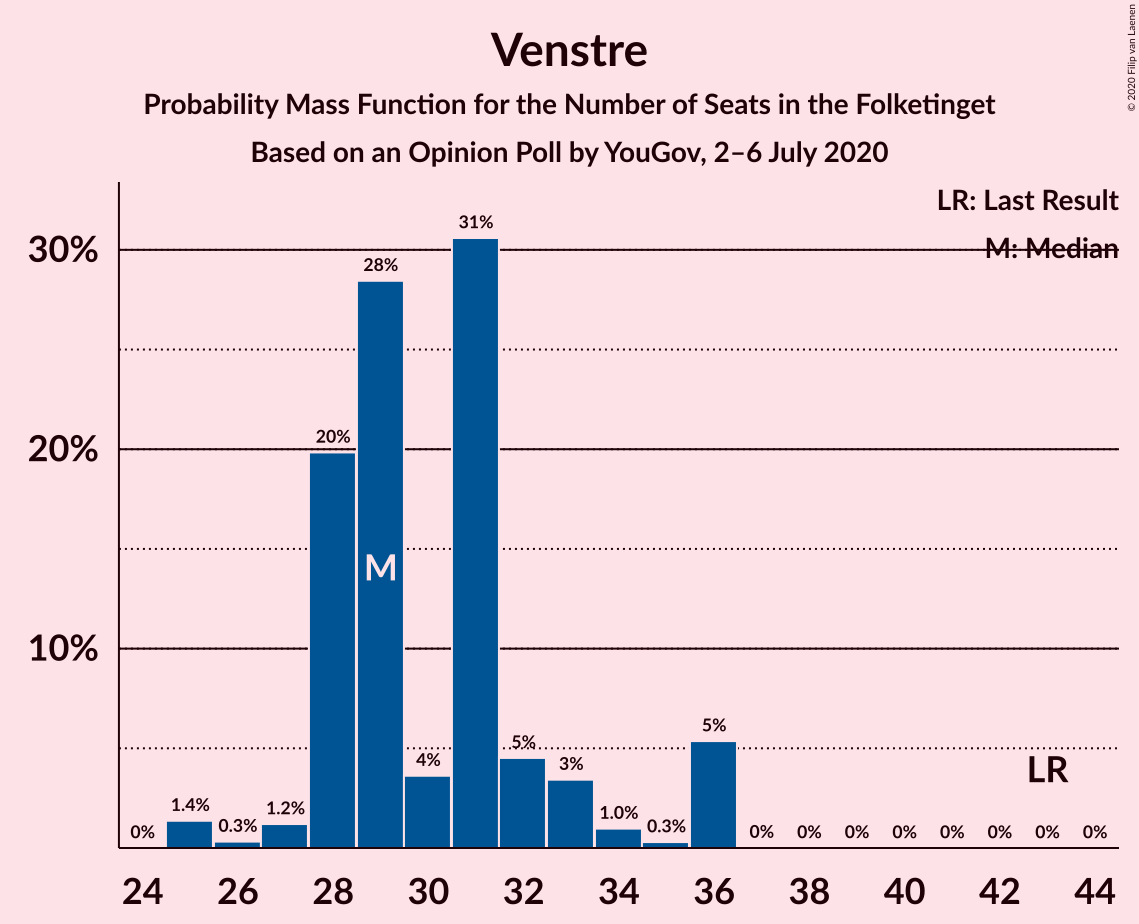 Venstre
Probability Mass Function for the Number of Seats in the Folketinget
Based on an Opinion Poll by YouGov, 2–6 July 2020
© 2020 Filip van Laenen
LR: Last Result
M: Median
30%
20%
10%
0%
1.4%
0.3%
1.2%
20%
28%
4%
31%
5%
3%
1.0%
0.3%
5%
0%
0%
0%
0%
0%
0%
0%
0%
M
LR
24 26 28 30 32 34 36 38 40 42 44